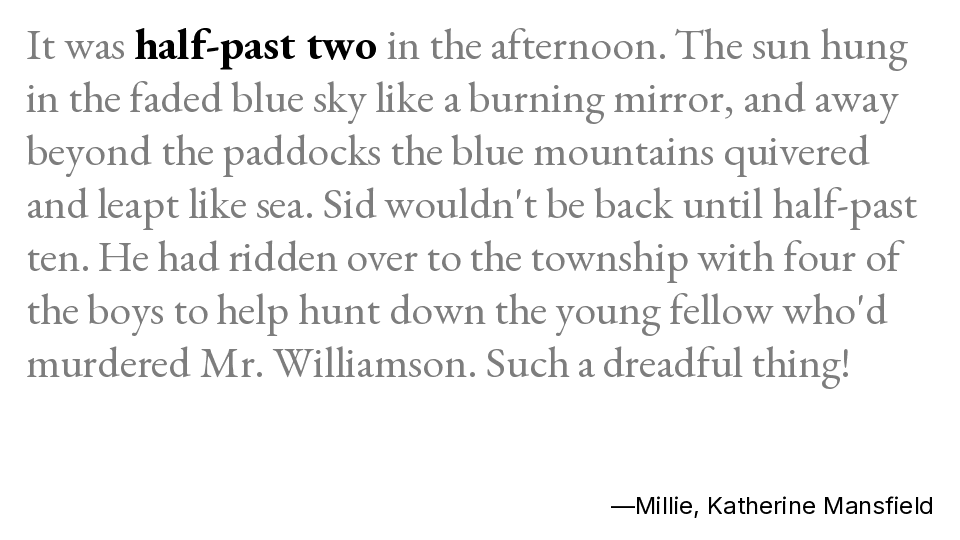 It was half-past two in the afternoon. The sun hung
in the faded blue sky like a burning mirror, and away
beyond the paddocks the blue mountains quivered
and leapt like sea. Sid wouldn't be back until half-past
ten. He had ridden over to the township with four of
the boys to help hunt down the young fellow who'd
murdered Mr. Williamson. Such a dreadful thing!
—Millie, Katherine Mansfield